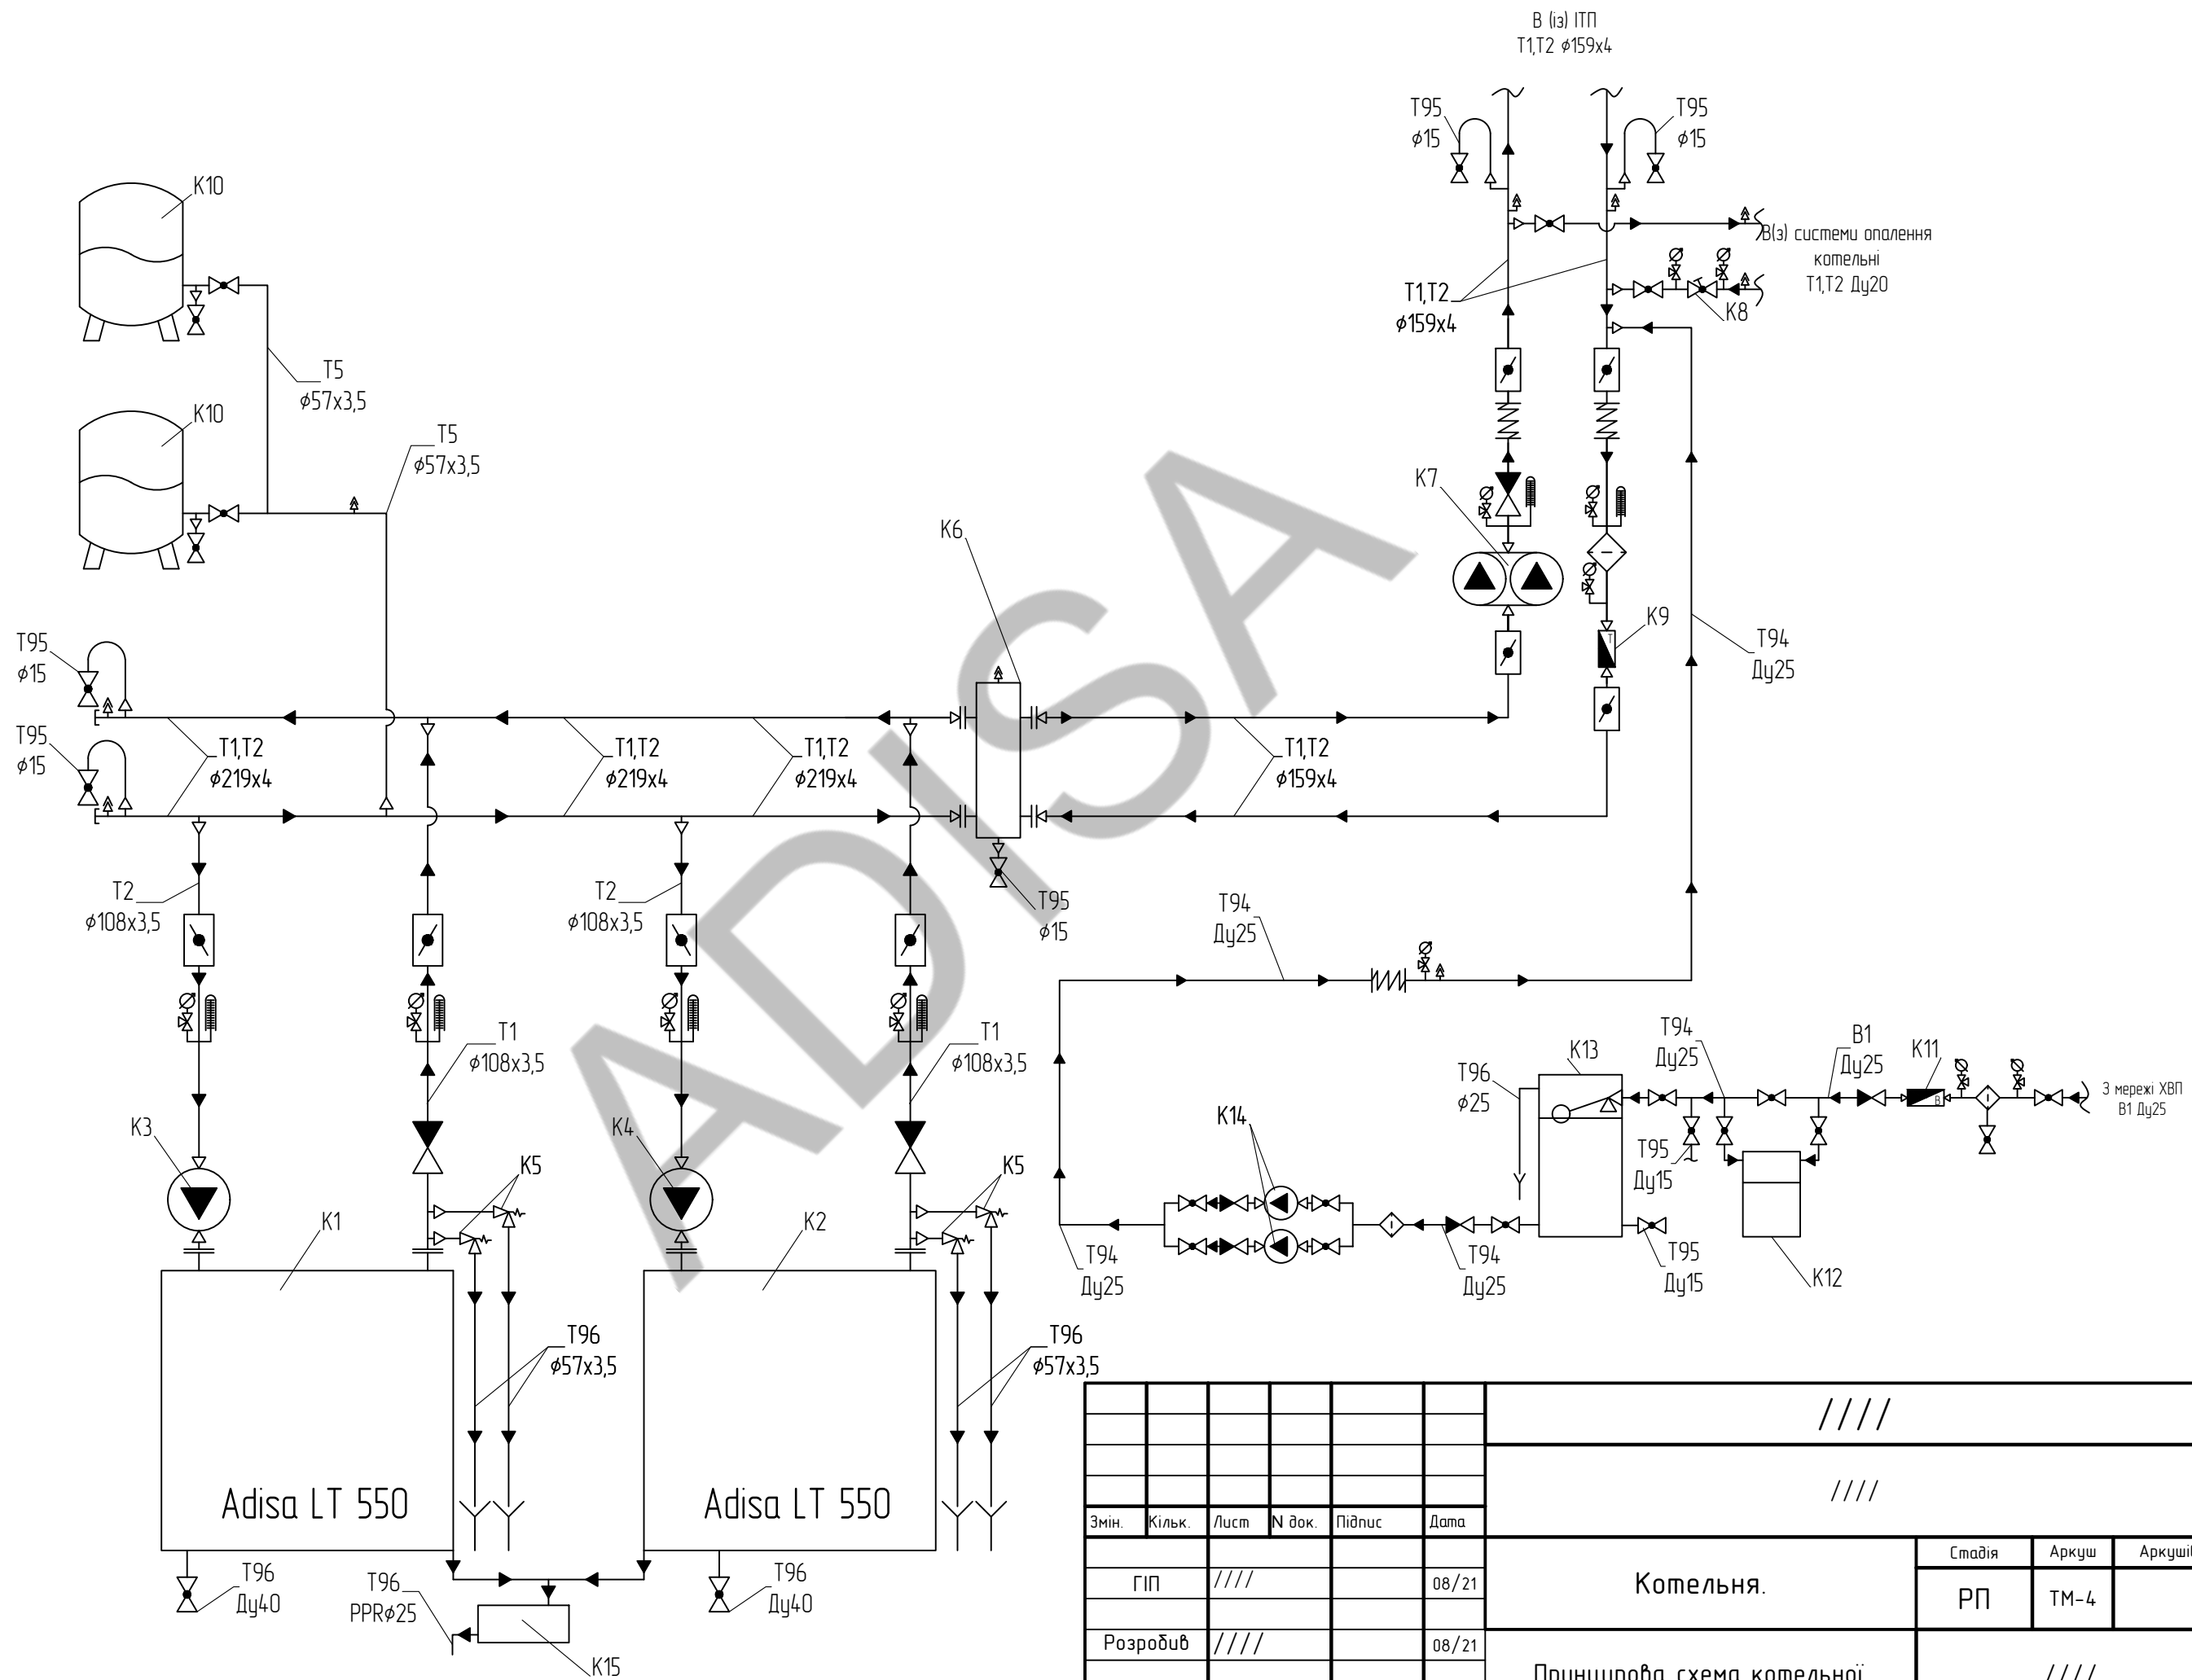 В (із) ІТП
Т1,Т2 ϕ159х4
Т95
ϕ15
Т95
ϕ15
К10
В(з) системи опалення
котельні
Т1,Т2 Ду20
Т1,Т2
ϕ159х4
К8
Т5
ϕ57х3,5
К10
Т5
ϕ57х3,5
К7
К6
К9
Т94
Ду25
Т95
ϕ15
Т95
ϕ15
Т1,Т2
ϕ219х4
Т1,Т2
ϕ219х4
Т1,Т2
ϕ219х4
Т1,Т2
ϕ159х4
Т2
ϕ108х3,5
Т2
ϕ108х3,5
Т95
ϕ15
Т94
Ду25
ADISA
Т1
ϕ108х3,5
Т1
ϕ108х3,5
Т96
ϕ25
К13
Т94
Ду25
В1
Ду25
К11
В
Т
З мережі ХВП
В1 Ду25
К3
К4
К5
К5
К14
Т95
Ду15
К1
К2
Т94
Ду25
Т94
Ду25
Т95
Ду15
К12
Т96
ϕ57х3,5
Т96
ϕ57х3,5
Adisa LT 550
Adisa LT 550
Т96
Ду40
Т96
PPRϕ25
Т96
Ду40
К15
////
////
Змін. Кільк. Лист N док. Підпис Дата
Котельня.
Стадія Аркуш
РП ТМ-4
ГІП //// 08/21
Розробив //// 08/21
схема котельної
////